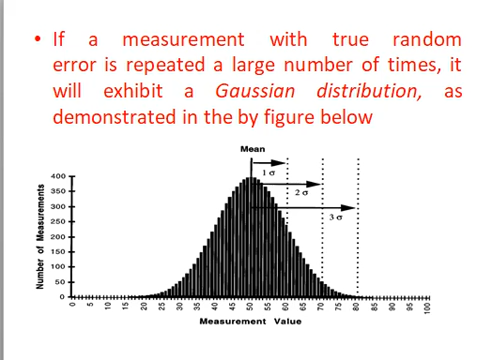 • If a measurement with true random
error is repeated a large number of times, it
will exhibit a Gaussian distribution, as
demonstrated in the by figure below
Mean
1 σ
2 σ
3 σ
Number of Measurements
400
350
300
250
200
150
100
50
0
0 5 10 15 20 25 30 35 40 45 50 55 60 65 70 75 80 85 90 95 100
Measurement Value